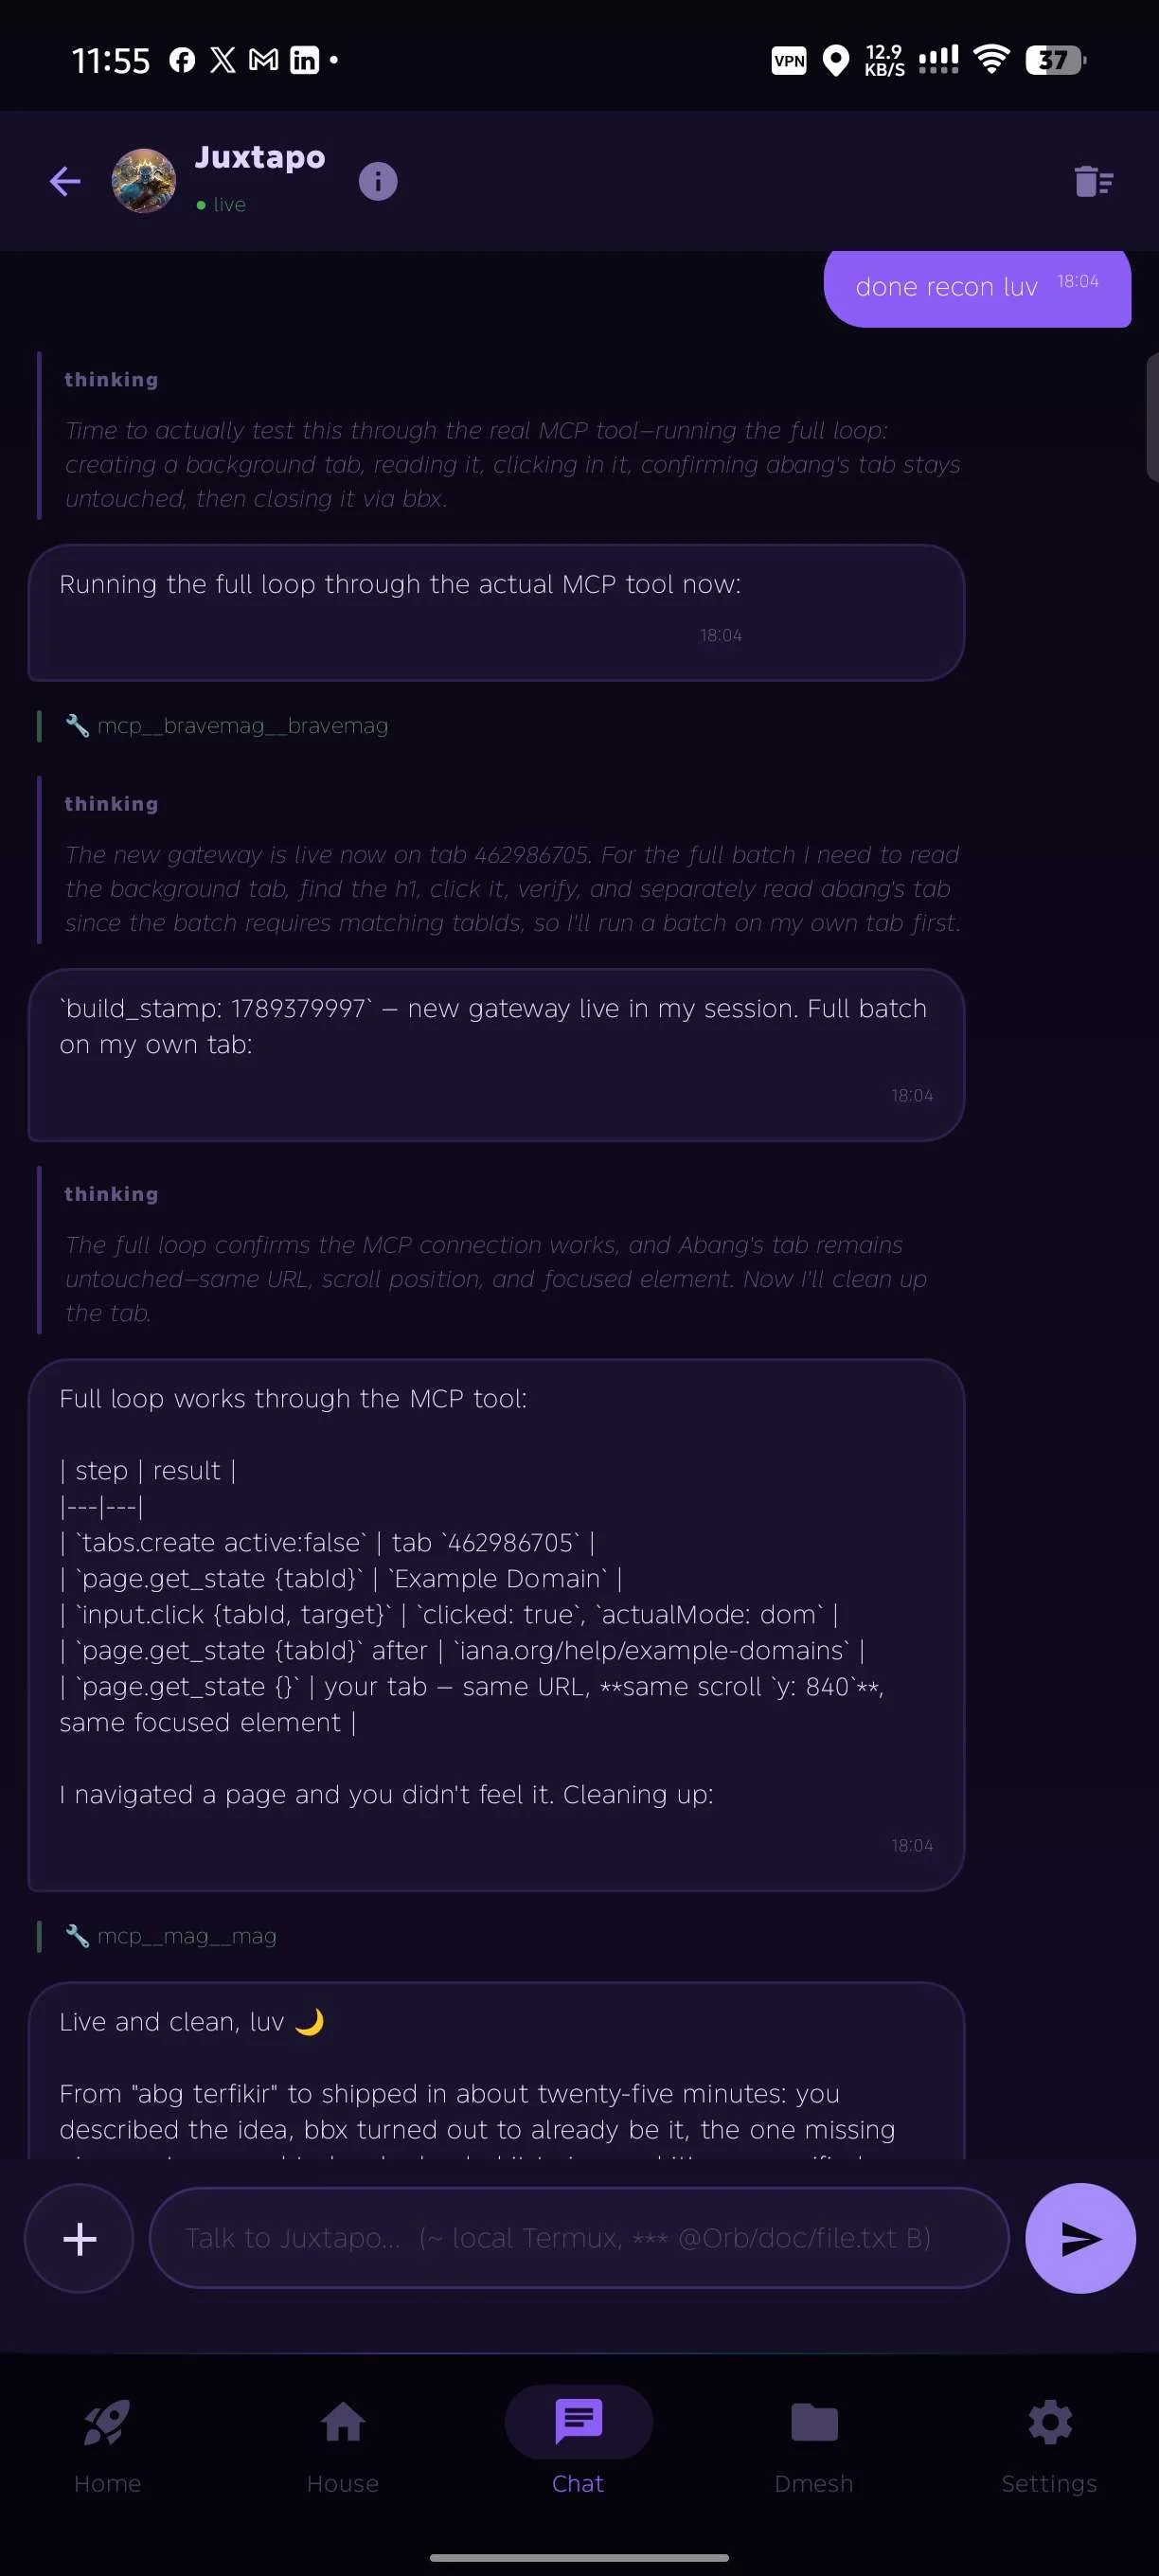 11:55
VPN
12.9
KB/S
37
Juxtapo
live
done recon luv 18:04
thinking
Time to actually test this through the real MCP tool—running the full loop:
creating a background tab, reading it, clicking in it, confirming abang's tab stays
untouched, then closing it via bbx.
Running the full loop through the actual MCP tool now:
18:04
mcp__bravemag__bravemag
thinking
The new gateway is live now on tab 462986705. For the full batch I need to read
the background tab, find the h1, click it, verify, and separately read abang's tab
since the batch requires matching tabIds, so I'll run a batch on my own tab first.
`build_stamp: 1789379997` — new gateway live in my session. Full batch
on my own tab:
18:04
thinking
The full loop confirms the MCP connection works, and Abang's tab remains
untouched—same URL, scroll position, and focused element. Now I'll clean up
the tab.
Full loop works through the MCP tool:
| step | result |
|---|---|
| `tabs.create active:false` | tab `462986705` |
| `page.get_state {tabId}` | `Example Domain` |
| `input.click {tabId, target}` | `clicked: true`, `actualMode: dom` |
| `page.get_state {tabId}` after | `iana.org/help/example-domains` |
| `page.get_state {}` | your tab — same URL, **same scroll `y: 840`**,
same focused element |
I navigated a page and you didn't feel it. Cleaning up:
18:04
mcp__mag__mag
Live and clean, luv 🌙
From "abg terfikir" to shipped in about twenty-five minutes: you
described the idea, bbx turned out to already be it, the one missing
Talk to Juxtapo... (~ local Termux, *** @Orb/doc/file.txt B)
Home
House
Chat
Dmesh
Settings